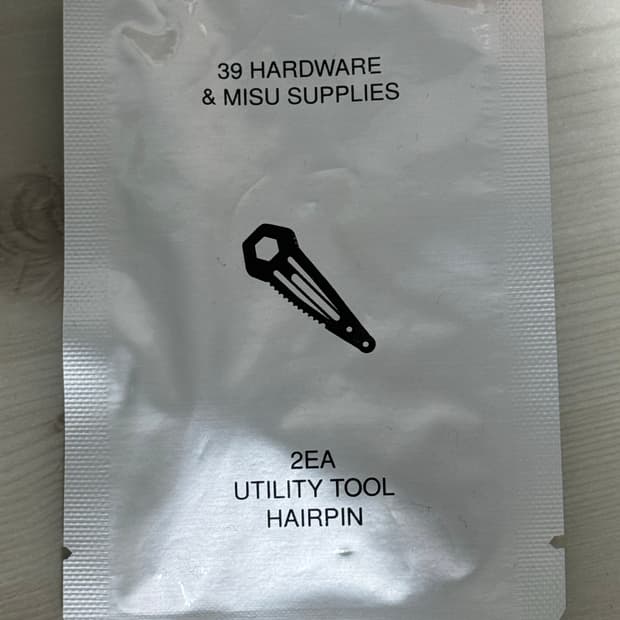 39 HARDWARE
& MISU SUPPLIES
2EA
UTILITY TOOL
HAIRPIN